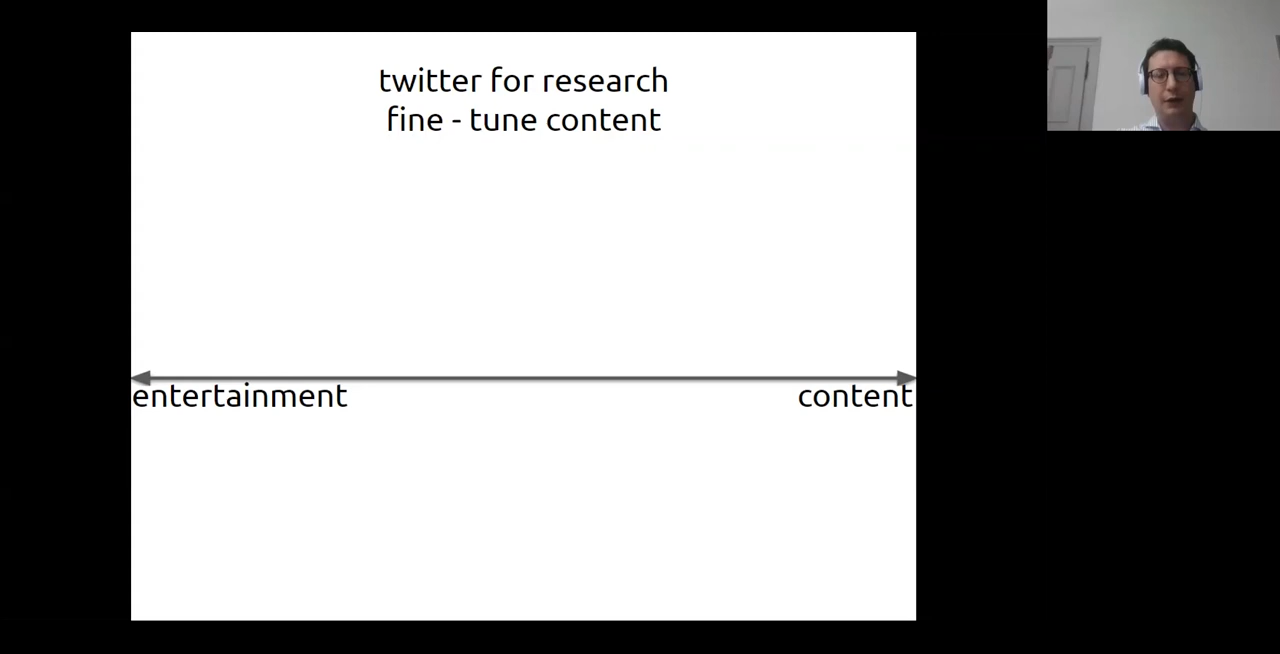 twitter for research
fine - tune content
entertainment
content